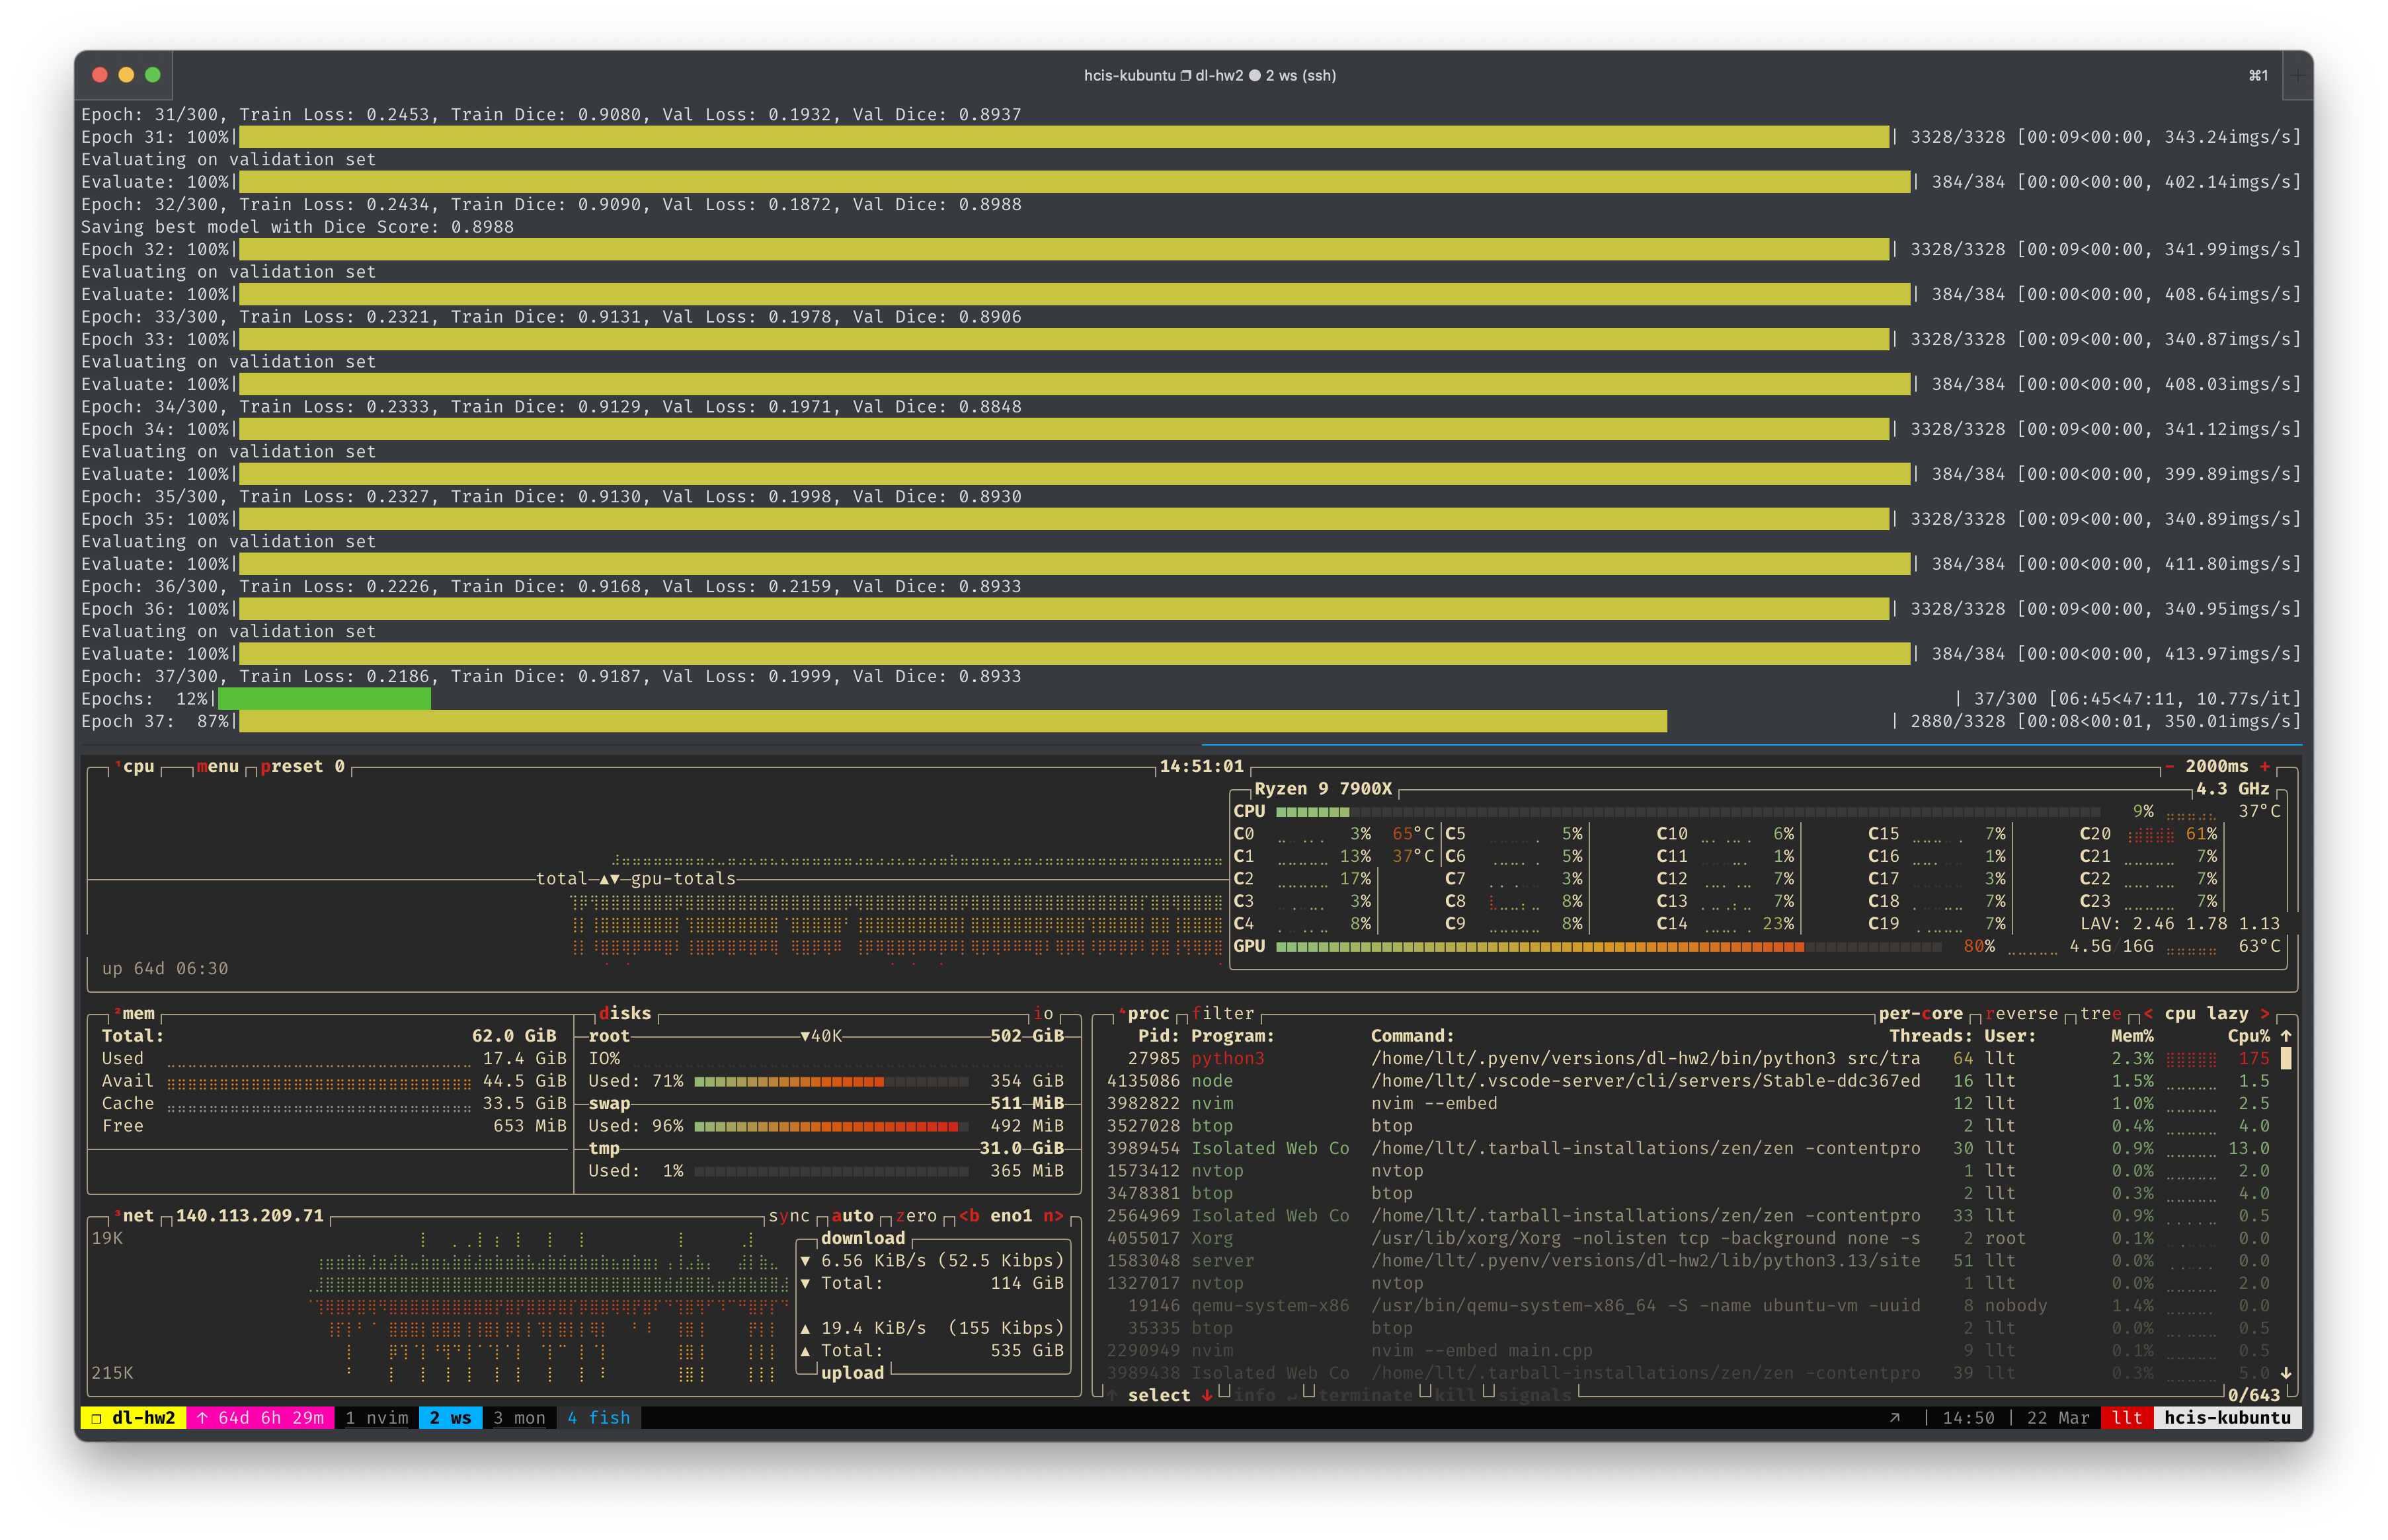 hcis-kubuntu ❐ dl-hw2 ● 2 ws (ssh) ⌘1 +
Epoch: 31/300, Train Loss: 0.2453, Train Dice: 0.9080, Val Loss: 0.1932, Val Dice: 0.8937
Epoch 31: 100%| | 3328/3328 [00:09<00:00, 343.24imgs/s]
Evaluating on validation set
Evaluate: 100%| | 384/384 [00:00<00:00, 402.14imgs/s]
Epoch: 32/300, Train Loss: 0.2434, Train Dice: 0.9090, Val Loss: 0.1872, Val Dice: 0.8988
Saving best model with Dice Score: 0.8988
Epoch 32: 100%| | 3328/3328 [00:09<00:00, 341.99imgs/s]
Evaluating on validation set
Evaluate: 100%| | 384/384 [00:00<00:00, 408.64imgs/s]
Epoch: 33/300, Train Loss: 0.2321, Train Dice: 0.9131, Val Loss: 0.1978, Val Dice: 0.8906
Epoch 33: 100%| | 3328/3328 [00:09<00:00, 340.87imgs/s]
Evaluating on validation set
Evaluate: 100%| | 384/384 [00:00<00:00, 408.03imgs/s]
Epoch: 34/300, Train Loss: 0.2333, Train Dice: 0.9129, Val Loss: 0.1971, Val Dice: 0.8848
Epoch 34: 100%| | 3328/3328 [00:09<00:00, 341.12imgs/s]
Evaluating on validation set
Evaluate: 100%| | 384/384 [00:00<00:00, 399.89imgs/s]
Epoch: 35/300, Train Loss: 0.2327, Train Dice: 0.9130, Val Loss: 0.1998, Val Dice: 0.8930
Epoch 35: 100%| | 3328/3328 [00:09<00:00, 340.89imgs/s]
Evaluating on validation set
Evaluate: 100%| | 384/384 [00:00<00:00, 411.80imgs/s]
Epoch: 36/300, Train Loss: 0.2226, Train Dice: 0.9168, Val Loss: 0.2159, Val Dice: 0.8933
Epoch 36: 100%| | 3328/3328 [00:09<00:00, 340.95imgs/s]
Evaluating on validation set
Evaluate: 100%| | 384/384 [00:00<00:00, 413.97imgs/s]
Epoch: 37/300, Train Loss: 0.2186, Train Dice: 0.9187, Val Loss: 0.1999, Val Dice: 0.8933
Epochs: 12%| | 37/300 [06:45<47:11, 10.77s/it]
Epoch 37: 87%| | 2880/3328 [00:08<00:01, 350.01imgs/s]
¹cpu menu preset 0 14:51:01 - 2000ms +
Ryzen 9 7900X 4.3 GHz
CPU 9% 37°C
C0 3% 65°C C5 5% C10 6% C15 7% C20 61%
C1 13% 37°C C6 5% C11 1% C16 1% C21 7%
total ▲▼ gpu-totals C2 17% C7 3% C12 7% C17 3% C22 7%
C3 3% C8 8% C13 7% C18 7% C23 7%
C4 8% C9 8% C14 23% C19 7% LAV: 2.46 1.78 1.13
GPU 80% 4.5G/16G 63°C
up 64d 06:30
²mem disks io
Total: 62.0 GiB root ▼40K 502 GiB
Used 17.4 GiB IO%
Avail 44.5 GiB Used: 71% 354 GiB
Cache 33.5 GiB swap 511 MiB
Free 653 MiB Used: 96% 492 MiB
tmp 31.0 GiB
Used: 1% 365 MiB
³net 140.113.209.71 sync auto zero <b eno1 n>
19K download
▼ 6.56 KiB/s (52.5 Kibps)
▼ Total: 114 GiB
▲ 19.4 KiB/s (155 Kibps)
▲ Total: 535 GiB
215K upload
⁴proc filter per-core reverse tree < cpu lazy >
Pid: Program: Command: Threads: User: Mem% Cpu% ↑
27985 python3 /home/llt/.pyenv/versions/dl-hw2/bin/python3 src/tra 64 llt 2.3% 175
4135086 node /home/llt/.vscode-server/cli/servers/Stable-ddc367ed 16 llt 1.5% 1.5
3982822 nvim nvim --embed 12 llt 1.0% 2.5
3527028 btop btop 2 llt 0.4% 4.0
3989454 Isolated Web Co /home/llt/.tarball-installations/zen/zen -contentpro 30 llt 0.9% 13.0
1573412 nvtop nvtop 1 llt 0.0% 2.0
3478381 btop btop 2 llt 0.3% 4.0
2564969 Isolated Web Co /home/llt/.tarball-installations/zen/zen -contentpro 33 llt 0.9% 0.5
4055017 Xorg /usr/lib/xorg/Xorg -nolisten tcp -background none -s 2 root 0.1% 0.0
1583048 server /home/llt/.pyenv/versions/dl-hw2/lib/python3.13/site 51 llt 0.0% 0.0
1327017 nvtop nvtop 1 llt 0.0% 2.0
19146 qemu-system-x86 /usr/bin/qemu-system-x86_64 -S -name ubuntu-vm -uuid 8 nobody 1.4% 0.0
35335 btop btop 2 llt 0.0% 0.5
2290949 nvim nvim --embed main.cpp 9 llt 0.1% 0.5
3989438 Isolated Web Co /home/llt/.tarball-installations/zen/zen -contentpro 39 llt 0.3% 5.0 ↓
↑ select ↓ info ↵ terminate kill signals 0/643
❐ dl-hw2 ↑ 64d 6h 29m 1 nvim 2 ws 3 mon 4 fish ↗ | 14:50 | 22 Mar llt hcis-kubuntu